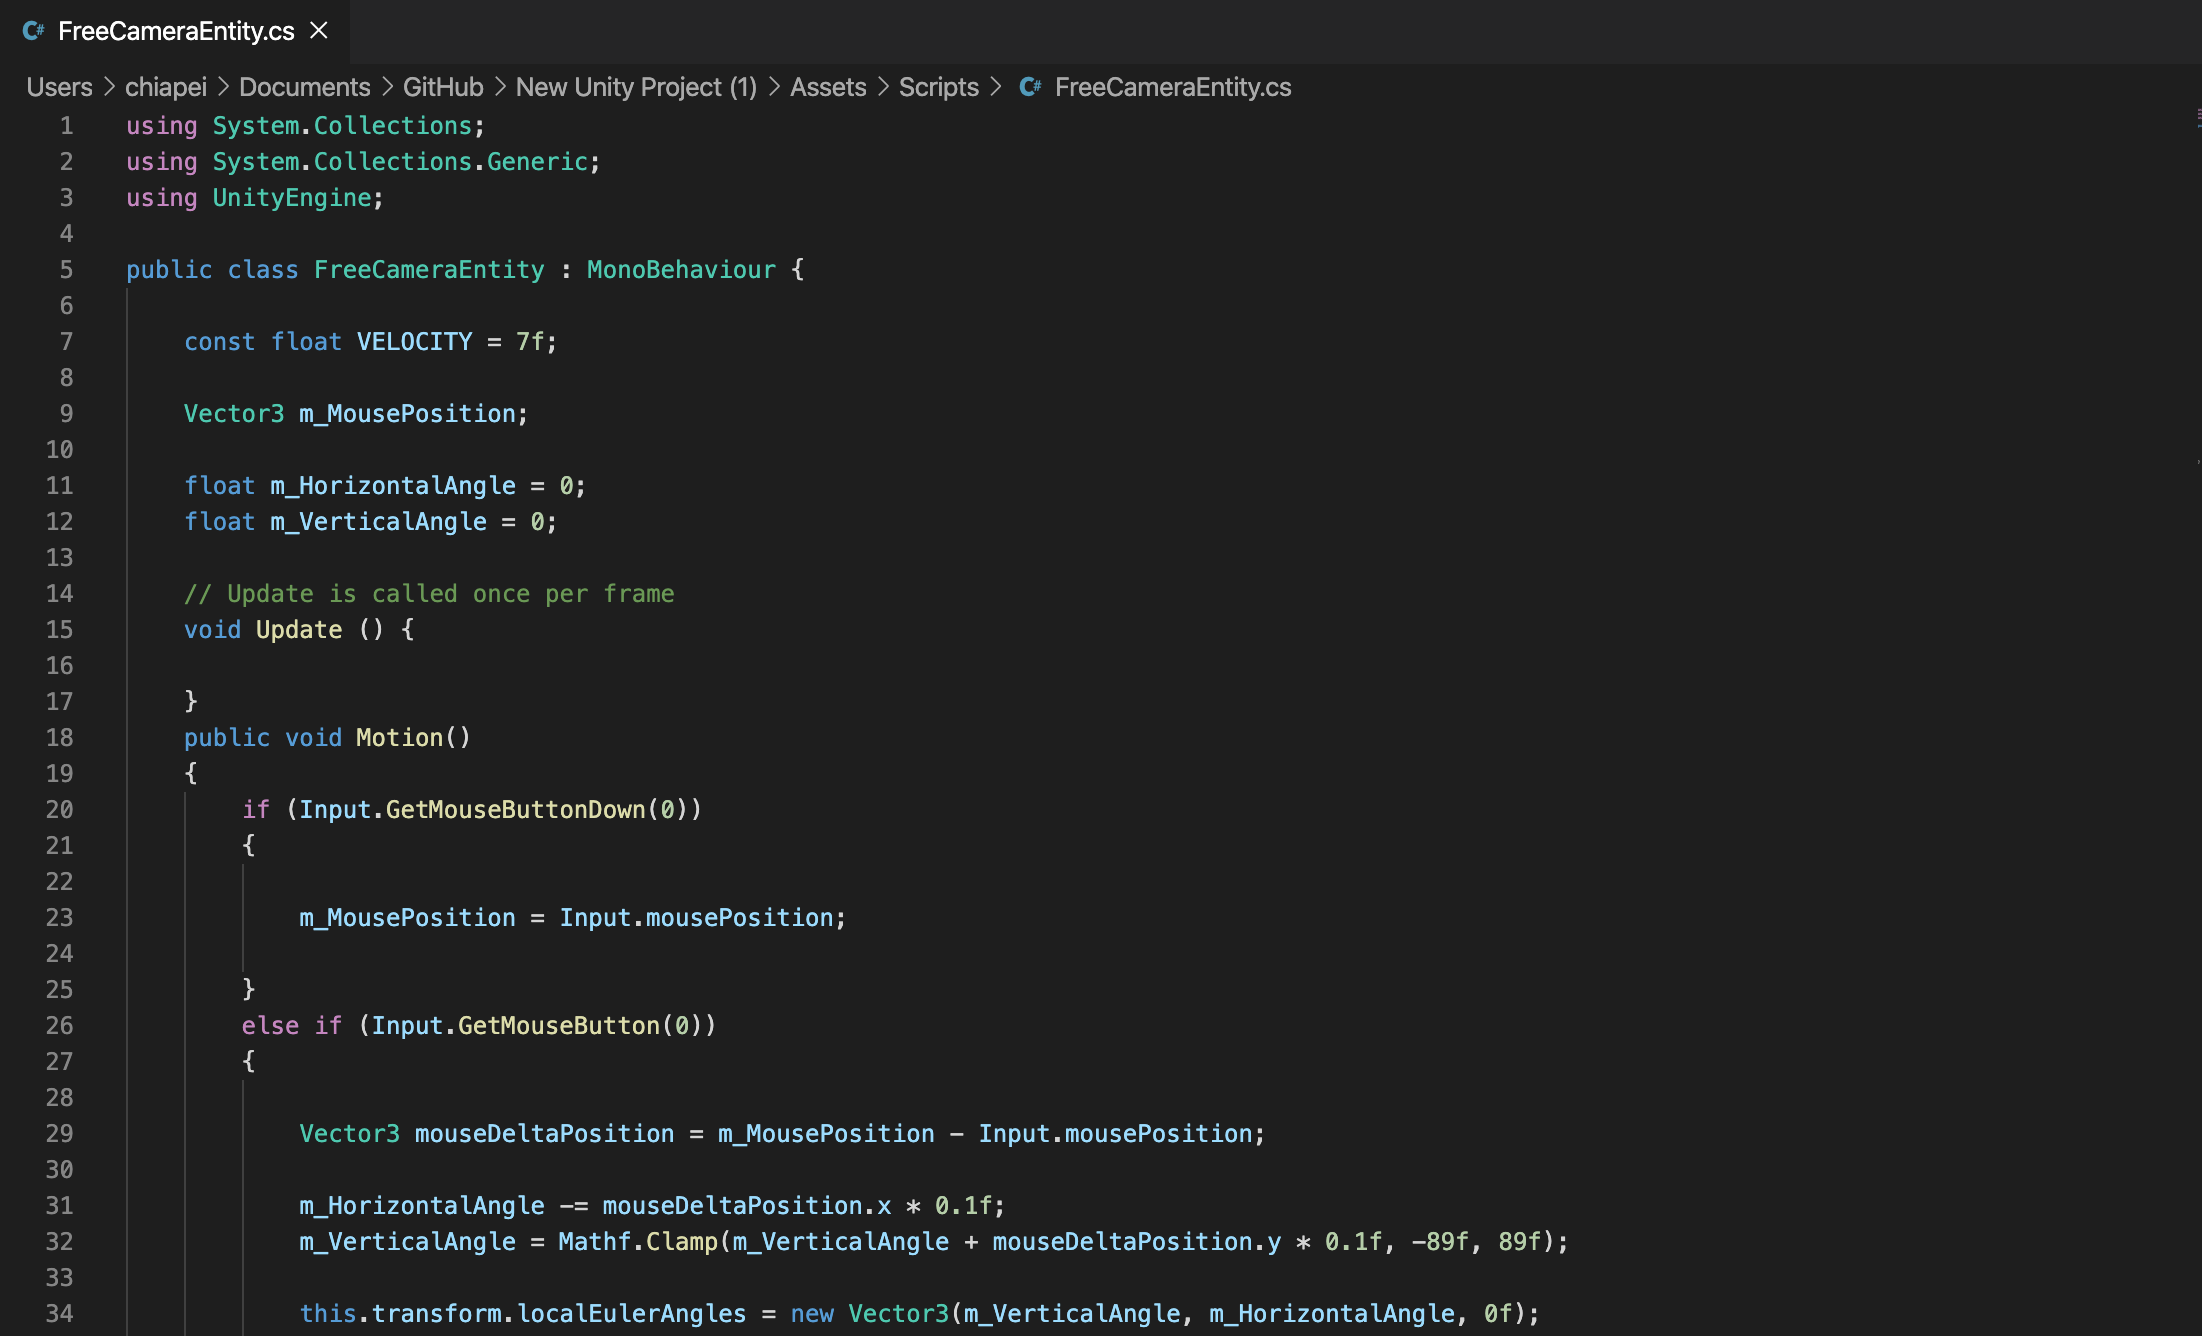 C# FreeCameraEntity.cs ×
Users > chiapei > Documents > GitHub > New Unity Project (1) > Assets > Scripts > C# FreeCameraEntity.cs
1 using System.Collections;
2 using System.Collections.Generic;
3 using UnityEngine;
4
5 public class FreeCameraEntity : MonoBehaviour {
6
7     const float VELOCITY = 7f;
8
9     Vector3 m_MousePosition;
10
11     float m_HorizontalAngle = 0;
12     float m_VerticalAngle = 0;
13
14     // Update is called once per frame
15     void Update () {
16
17     }
18     public void Motion()
19     {
20         if (Input.GetMouseButtonDown(0))
21         {
22
23             m_MousePosition = Input.mousePosition;
24
25         }
26         else if (Input.GetMouseButton(0))
27         {
28
29             Vector3 mouseDeltaPosition = m_MousePosition - Input.mousePosition;
30
31             m_HorizontalAngle -= mouseDeltaPosition.x * 0.1f;
32             m_VerticalAngle = Mathf.Clamp(m_VerticalAngle + mouseDeltaPosition.y * 0.1f, -89f, 89f);
33
34             this.transform.localEulerAngles = new Vector3(m_VerticalAngle, m_HorizontalAngle, 0f);